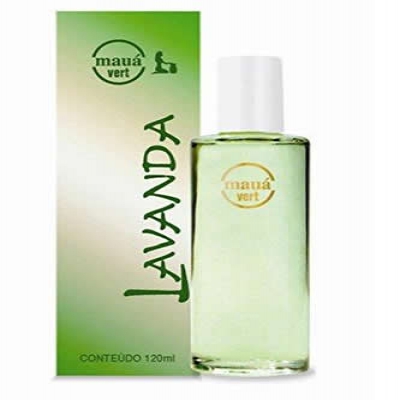 mauá
vert
LAVANDA
CONTEÚDO 120ml
mauá
vert